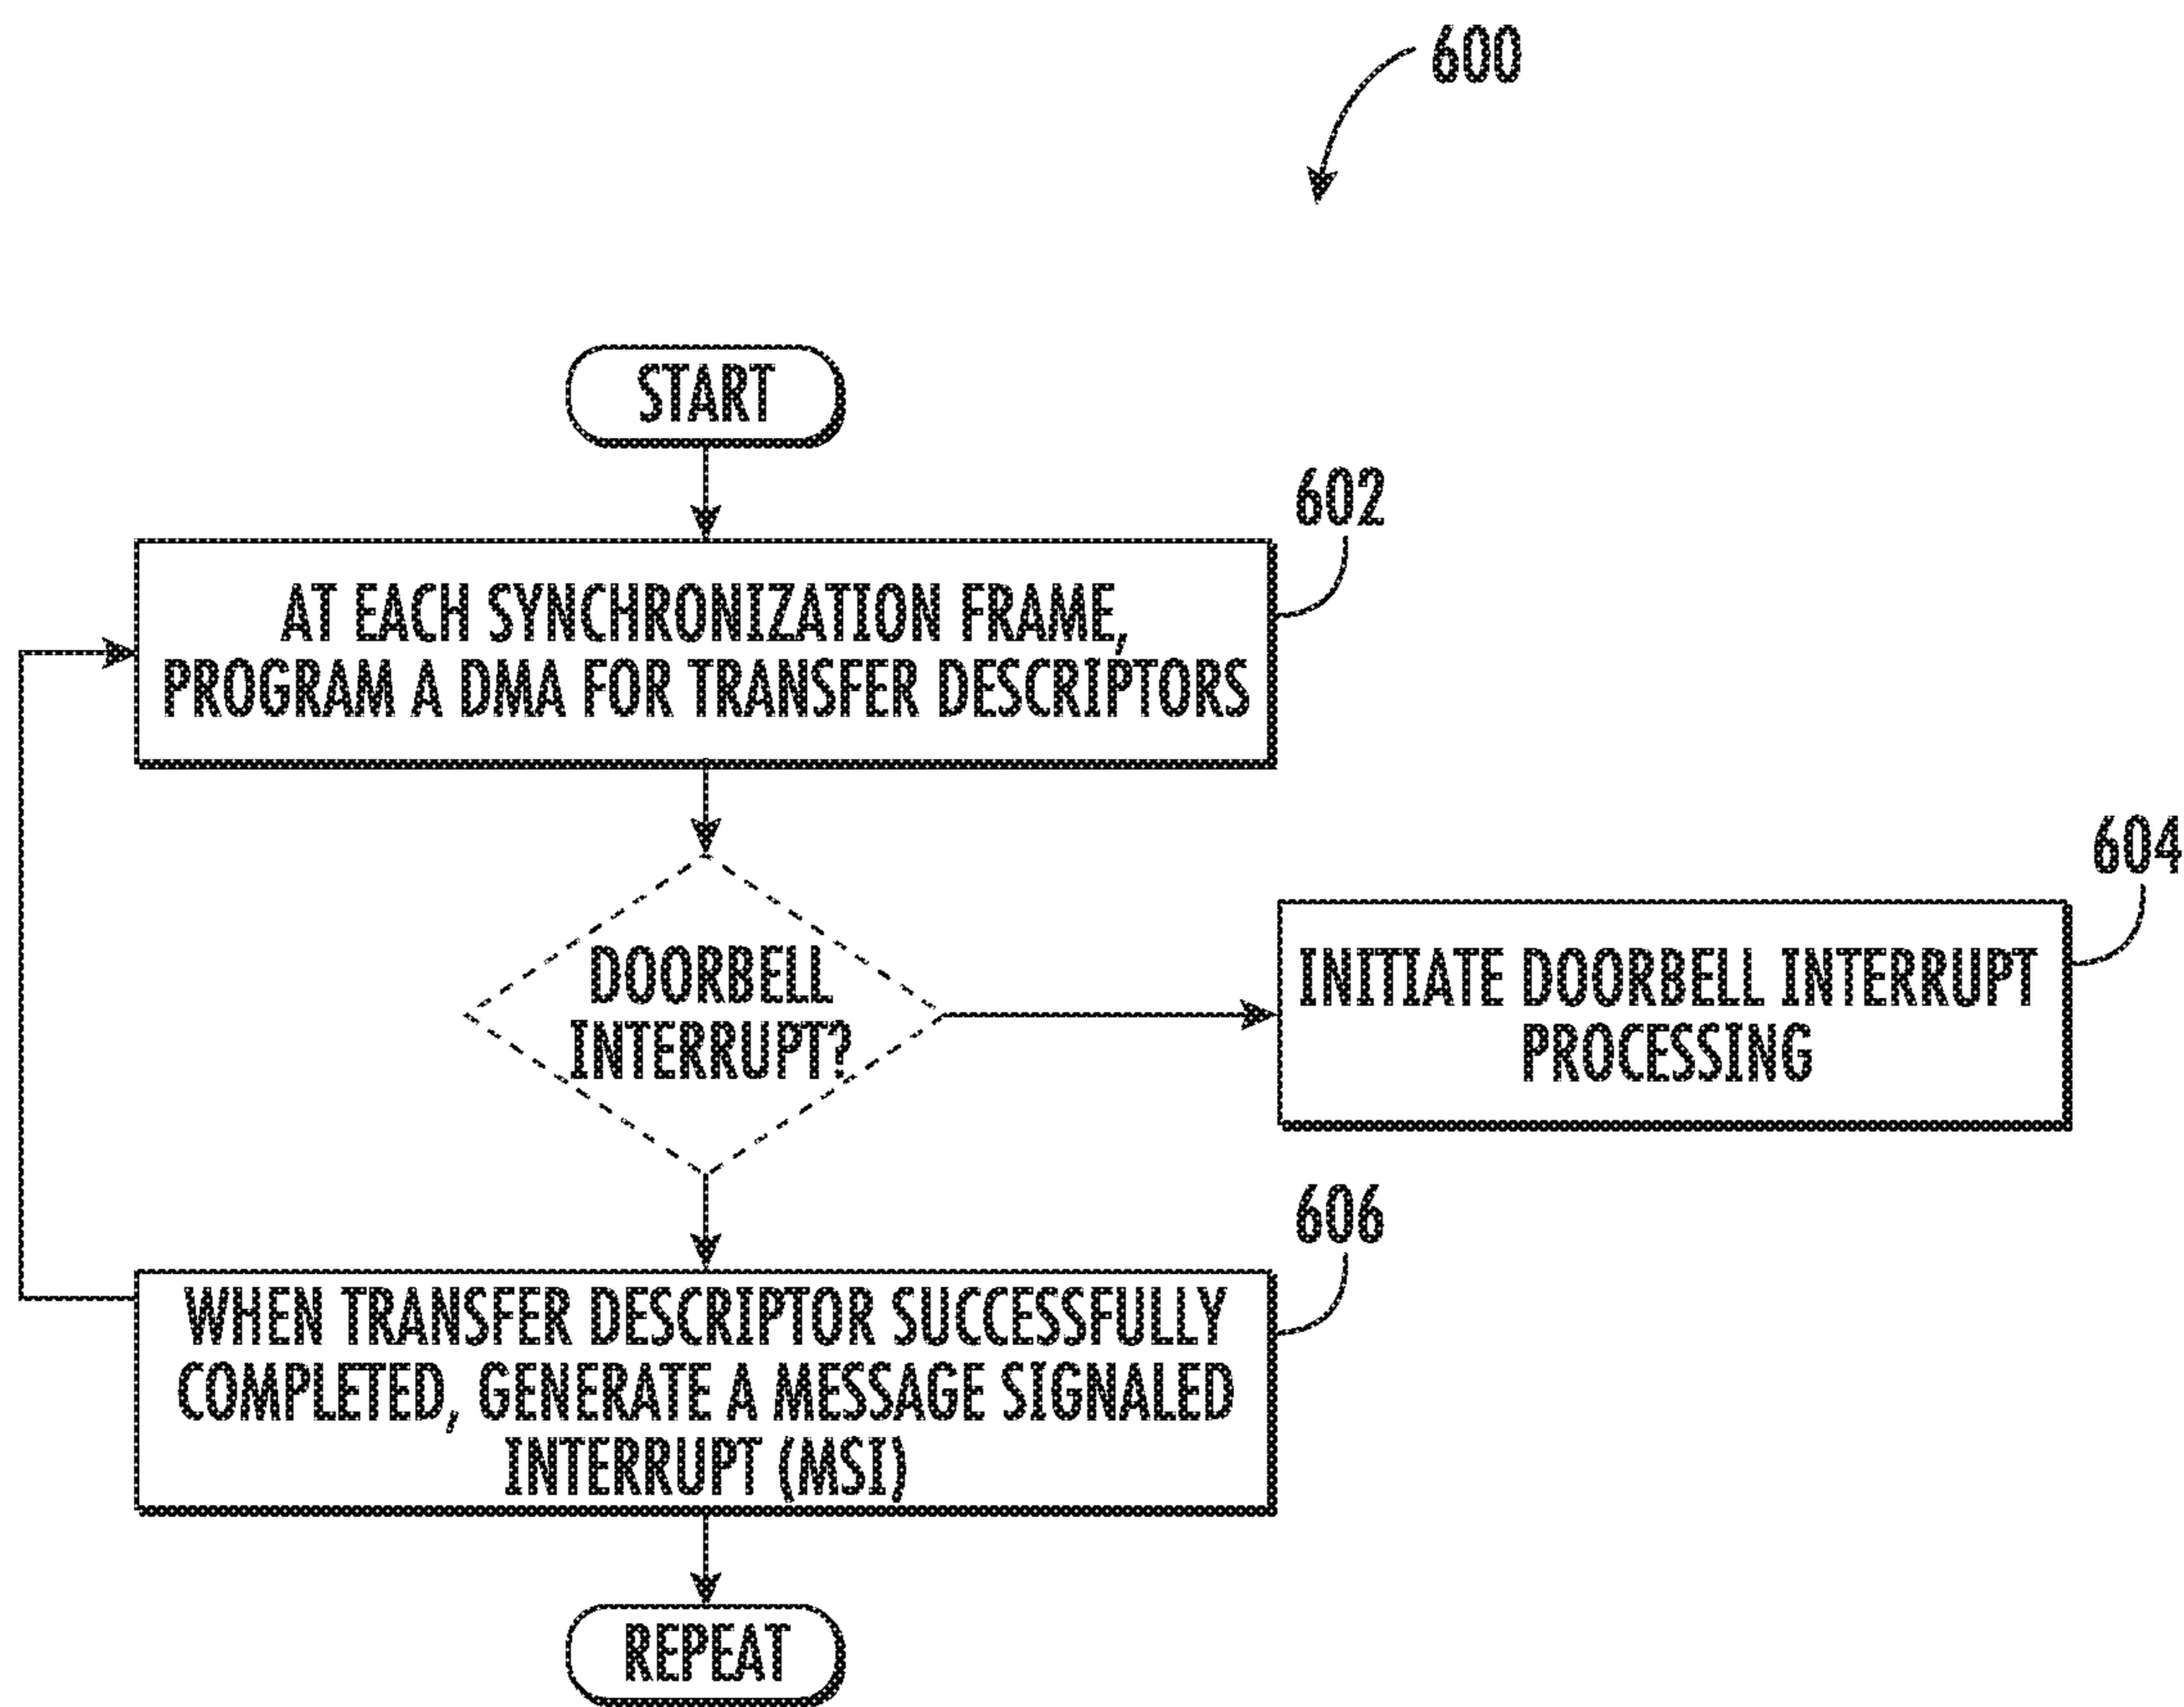 600
START
602
AT EACH SYNCHRONIZATION FRAME,
PROGRAM A DMA FOR TRANSFER DESCRIPTORS
604
DOORBELL
INTERRUPT?
INITIATE DOORBELL INTERRUPT
PROCESSING
606
WHEN TRANSFER DESCRIPTOR SUCCESSFULLY
COMPLETED, GENERATE A MESSAGE SIGNALED
INTERRUPT (MSI)
REPEAT